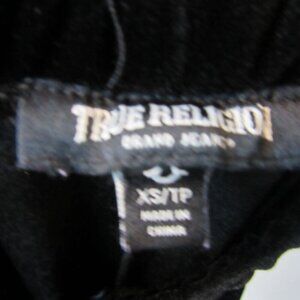 TRUE RELIGION
BRAND JEANS
XS/TP
MADE IN
CHINA